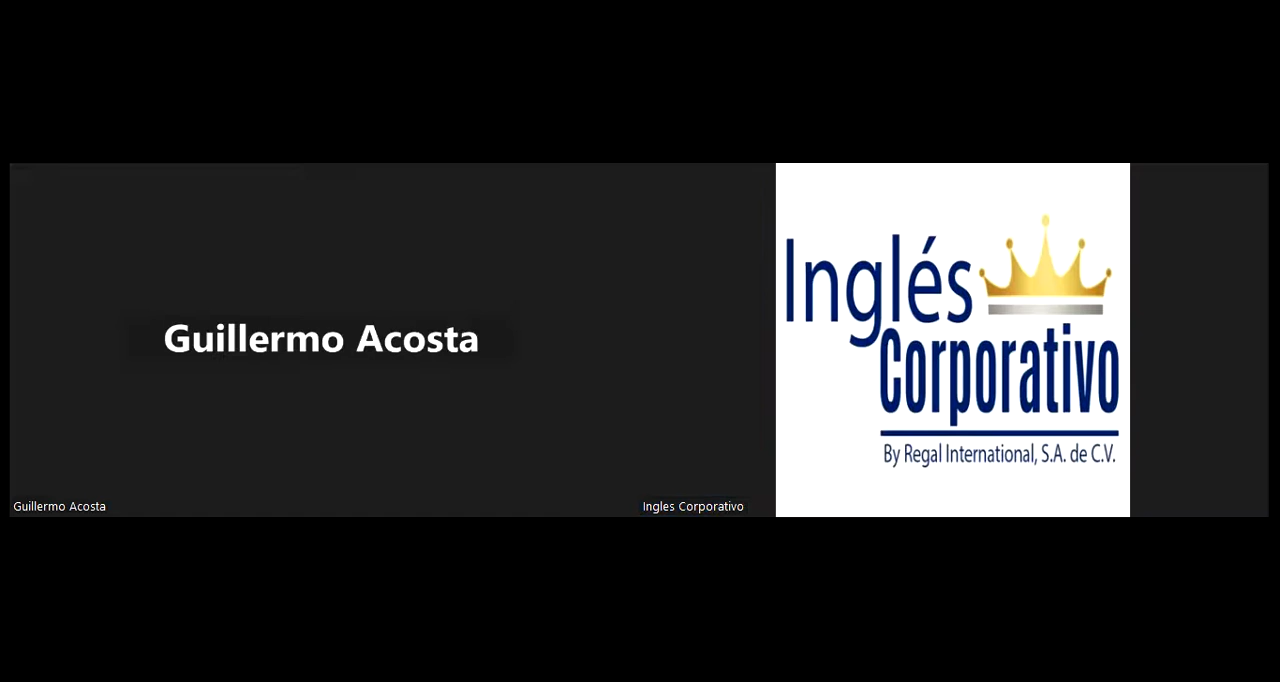 Guillermo Acosta
Guillermo Acosta
Inglés
Corporativo
By Regal International, S.A. de C.V.
Ingles Corporativo